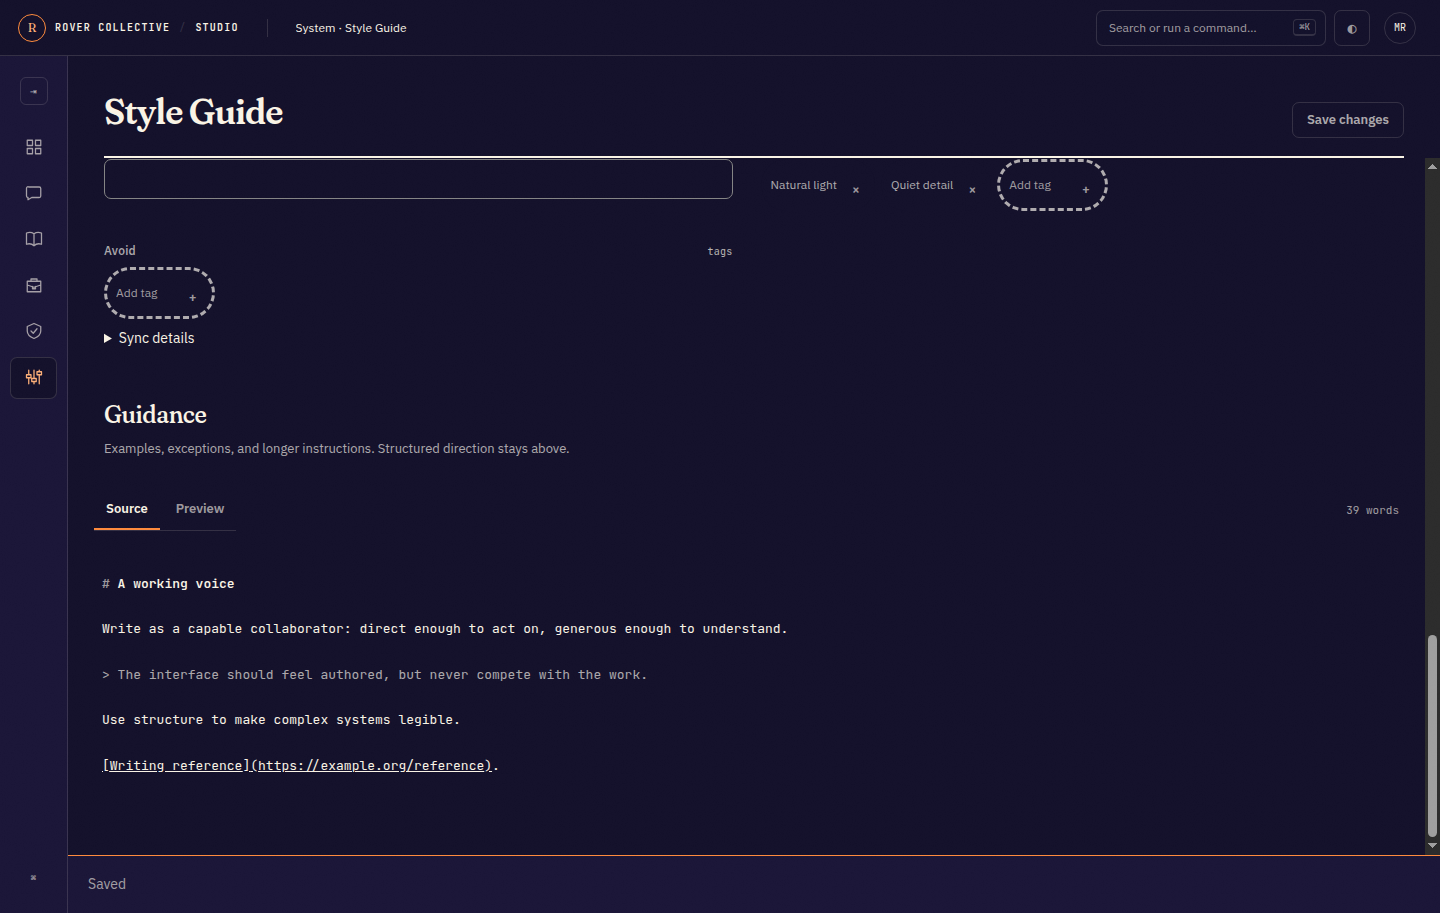 R ROVER COLLECTIVE / STUDIO System · Style Guide Search or run a command... ⌘K MR
Style Guide
Save changes
Natural light × Quiet detail × Add tag +
Avoid tags
Add tag +
▶ Sync details
Guidance
Examples, exceptions, and longer instructions. Structured direction stays above.
Source Preview 39 words
# A working voice
Write as a capable collaborator: direct enough to act on, generous enough to understand.
> The interface should feel authored, but never compete with the work.
Use structure to make complex systems legible.
[Writing reference](https://example.org/reference).
⌘
Saved